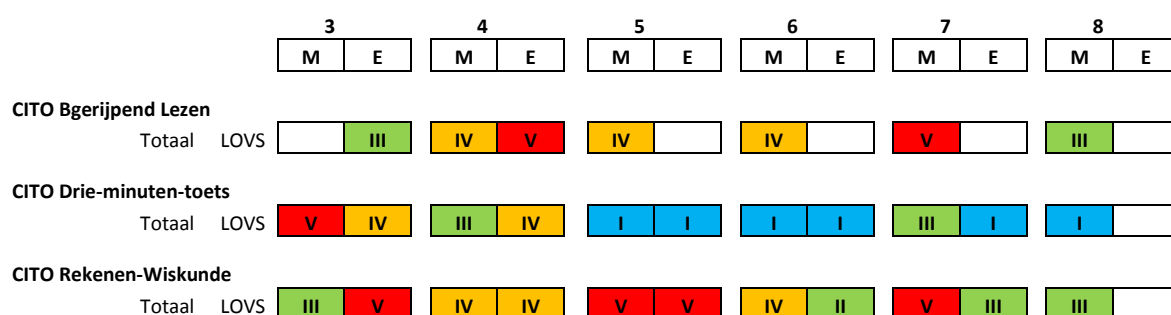 3 4 5 6 7 8
M E M E M E M E M E M E
CITO Bgerijpend Lezen
Totaal LOVS III IV V IV IV V III
CITO Drie-minuten-toets
Totaal LOVS V IV III IV I I I I III I I
CITO Rekenen-Wiskunde
Totaal LOVS III V IV IV V V IV II V III III